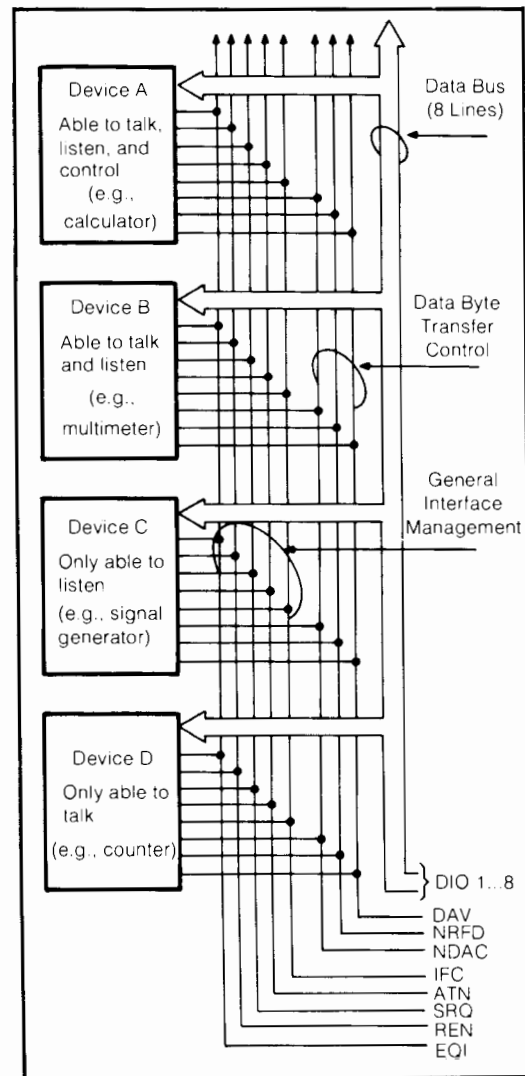 Device A
Able to talk,
listen, and
control
(e.g.,
calculator)
Data Bus
(8 Lines)
Device B
Able to talk
and listen
(e.g.,
multimeter)
Data Byte
Transfer
Control
Device C
Only able to
listen
(e.g., signal
generator)
General
Interface
Management
Device D
Only able to
talk
(e.g., counter)
DIO 1...8
DAV
NRFD
NDAC
IFC
ATN
SRQ
REN
EQI